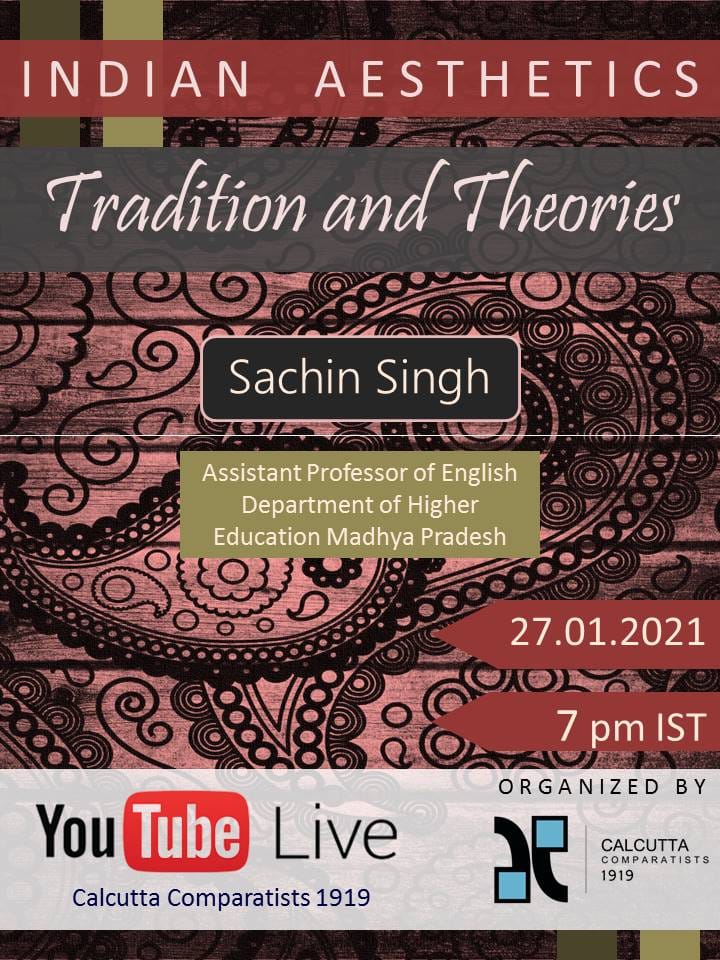 INDIAN AESTHETICS
Tradition and Theories
Sachin Singh
Assistant Professor of English
Department of Higher
Education Madhya Pradesh
27.01.2021
7 pm IST
YouTube Live
Calcutta Comparatists 1919
ORGANIZED BY
CALCUTTA
COMPARATISTS
1919